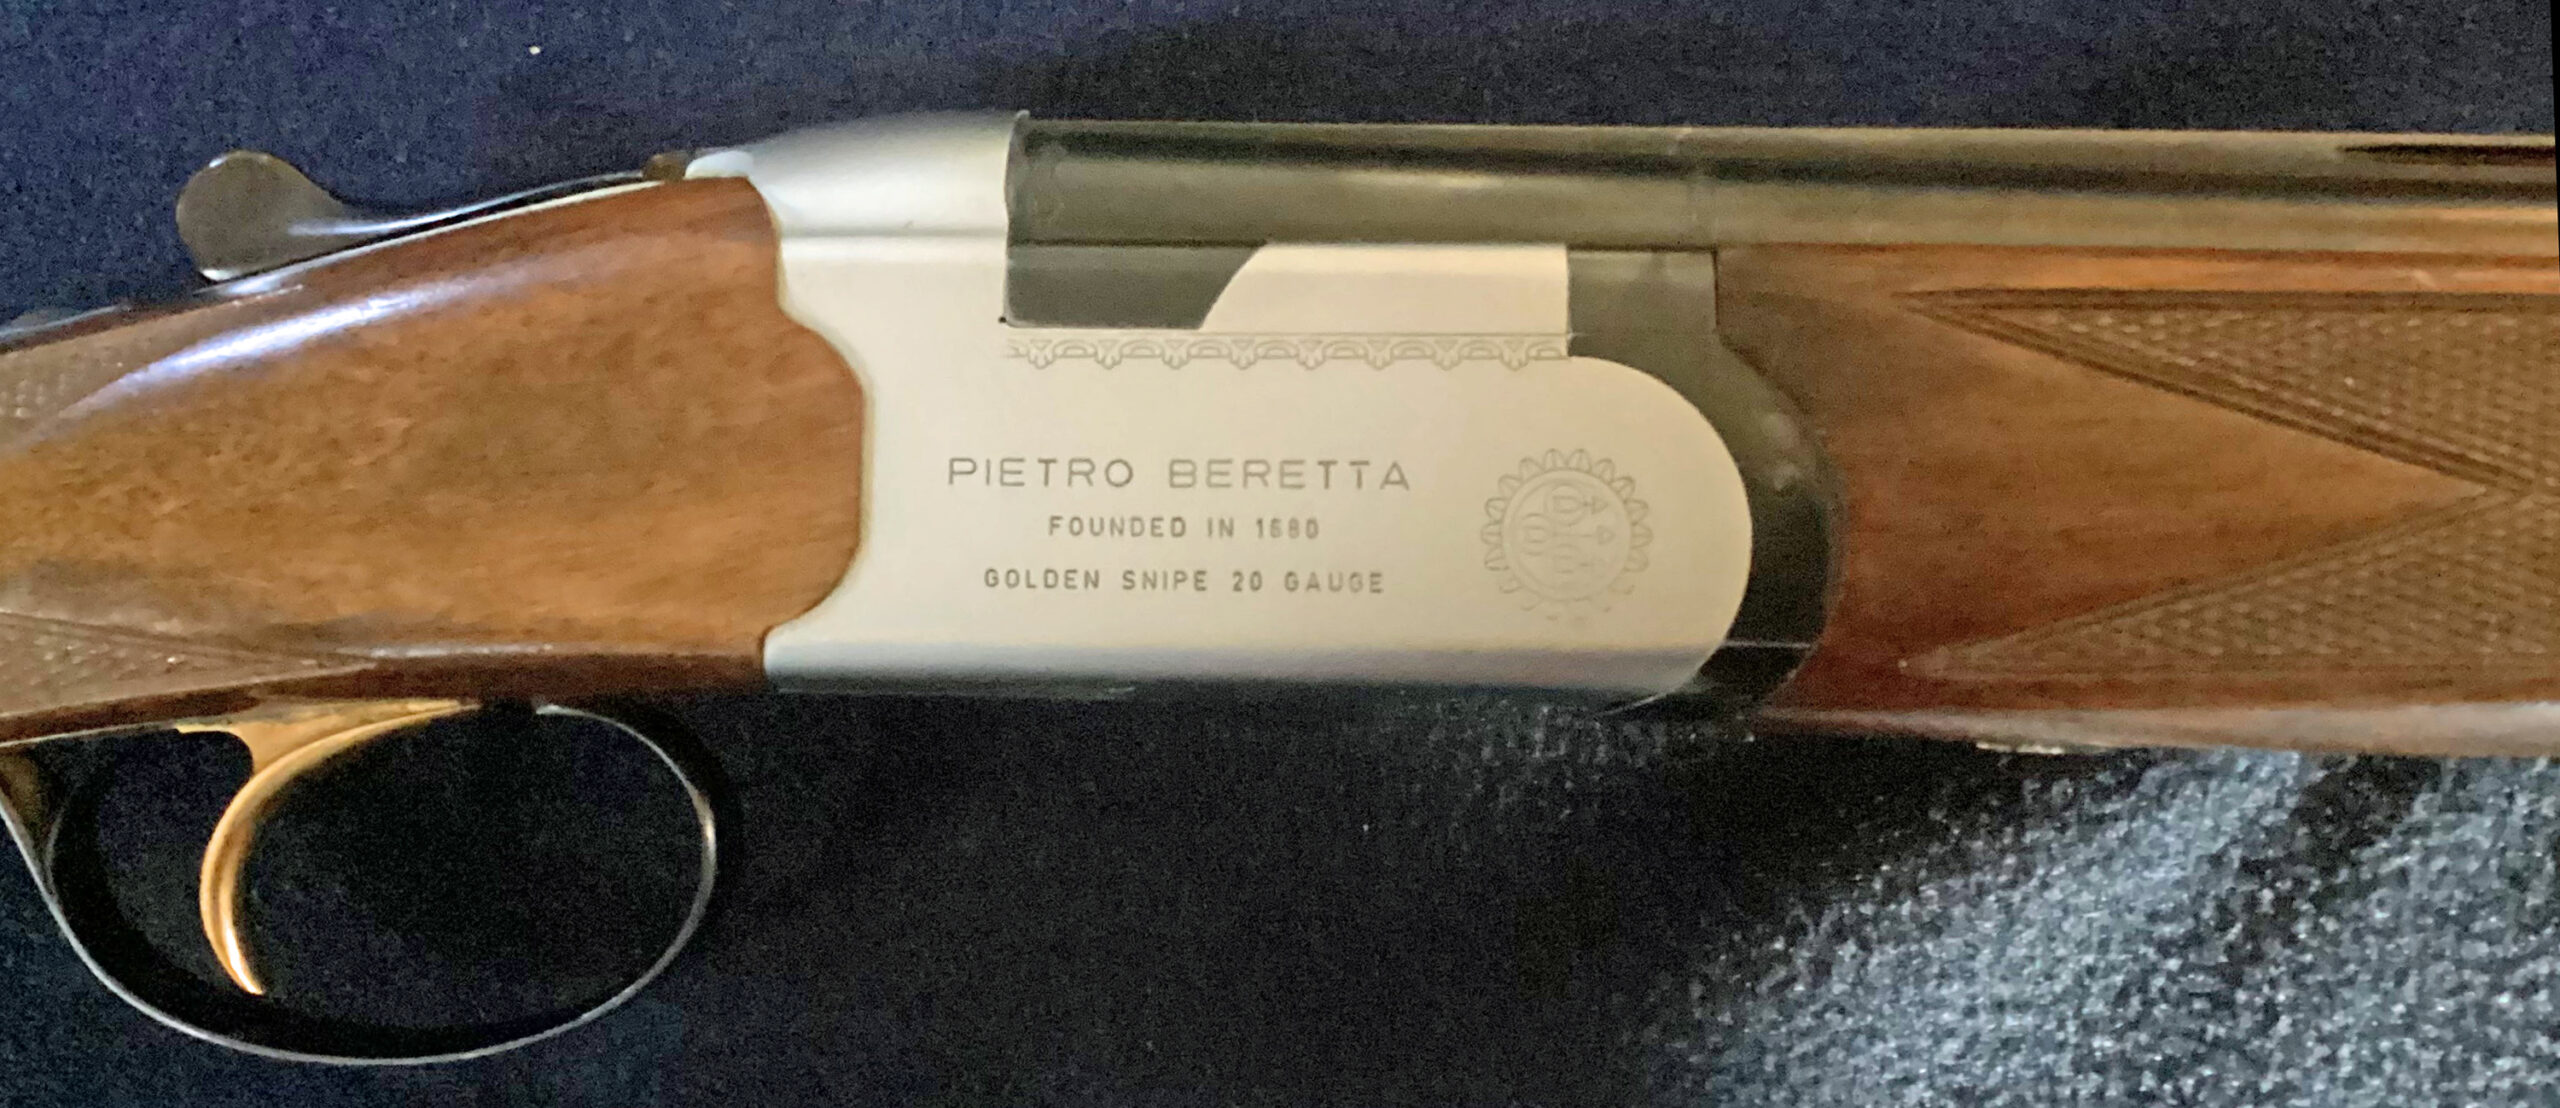 PIETRO BERETTA
FOUNDED IN 1680
GOLDEN SNIPE 20 GAUGE